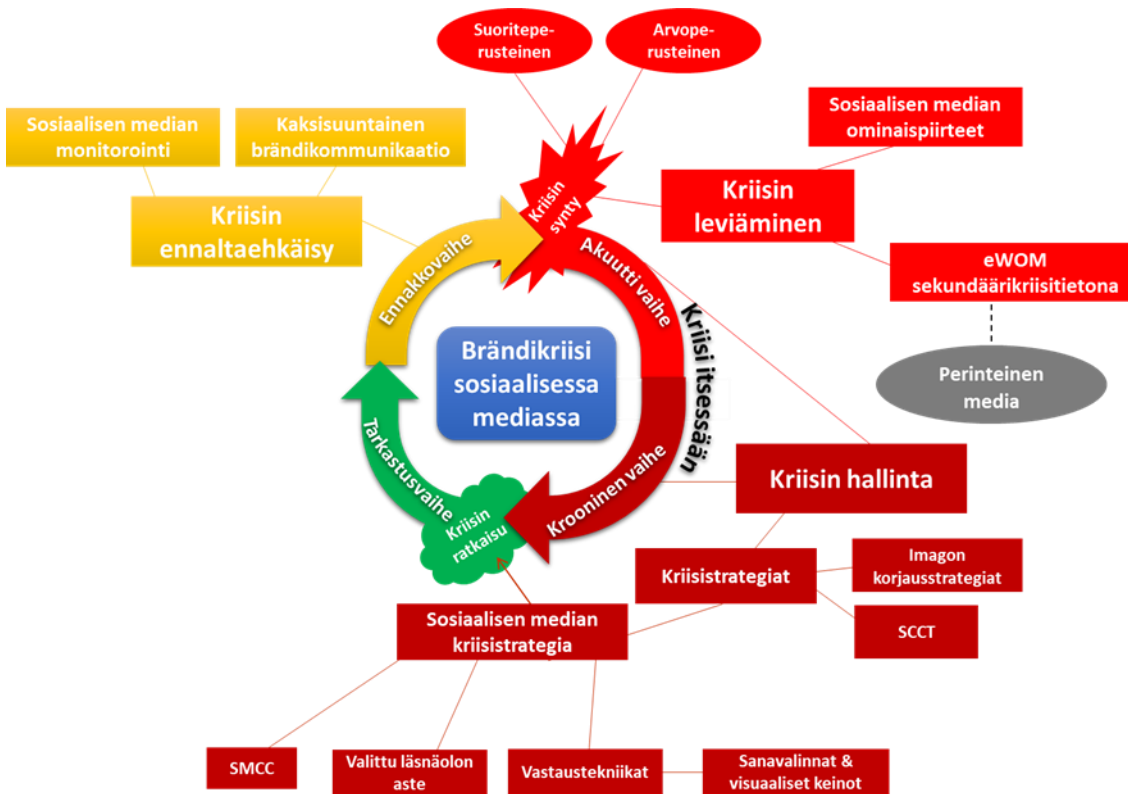 Suoritepe-
rusteinen
Arvope-
rusteinen
Sosiaalisen median
monitorointi
Kaksisuuntainen
brändikommunikaatio
Sosiaalisen median
ominaispiirteet
Kriisin
ennaltaehkäisy
Kriisin
synty
Kriisin
leviäminen
eWOM
sekundäärikriisitietona
Perinteinen
media
Ennakkovaihe
Akuutti vaihe
Kriisi itsessään
Brändikriisi
sosiaalisessa
mediassa
Tarkastusvaihe
Krooninen vaihe
Kriisin
ratkaisu
Kriisin hallinta
Kriisistrategiat
Imagon
korjausstrategiat
SCCT
Sosiaalisen median
kriisistrategia
SMCC
Valittu läsnäolon
aste
Vastaustekniikat
Sanavalinnat &
visuaaliset keinot